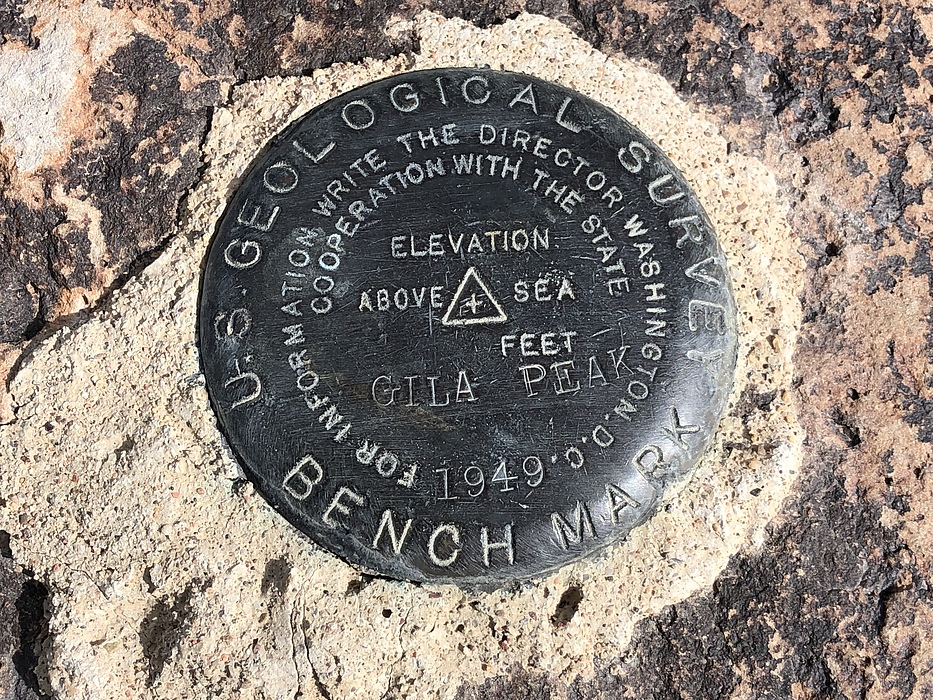 U.S. GEOLOGICAL SURVEY
FOR INFORMATION WRITE THE DIRECTOR WASHINGTON. D.C.
COOPERATION WITH THE STATE
ELEVATION
ABOVE SEA
FEET
GILA PEAK
1949
BENCH MARK